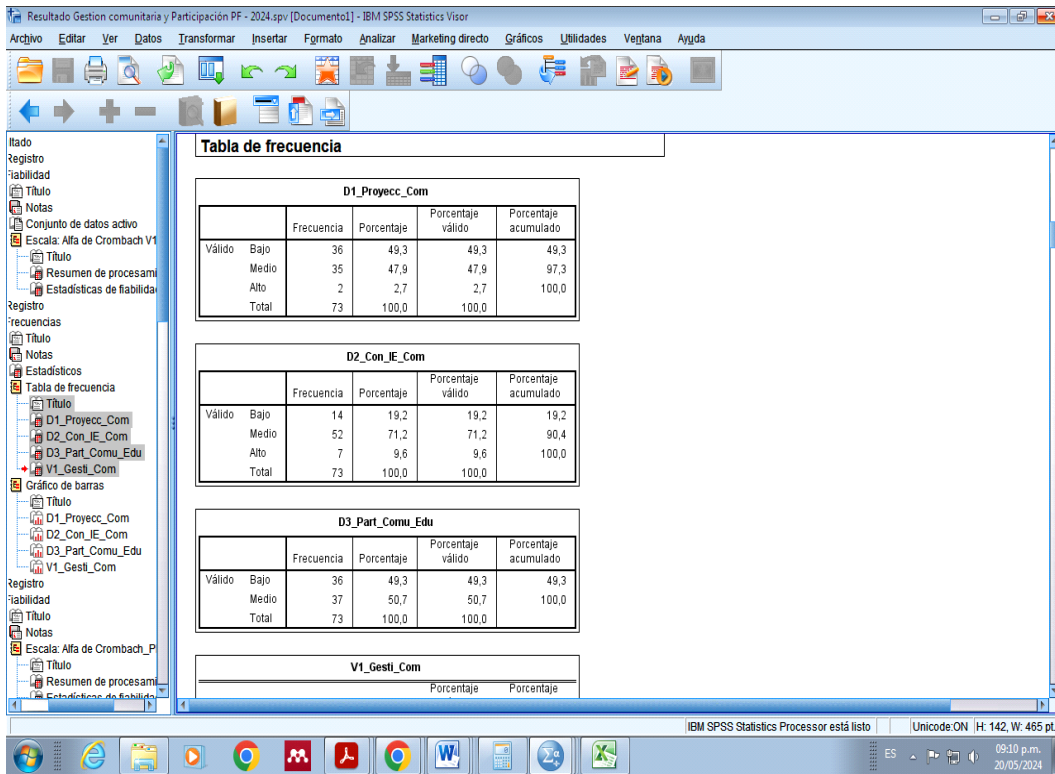 Resultado Gestion comunitaria y Participación PF - 2024.spv [Documento1] - IBM SPSS Statistics Visor
Archivo Editar Ver Datos Transformar Insertar Formato Analizar Marketing directo Gráficos Utilidades Ventana Ayuda
ltado
Registro
Fiabilidad
Título
Notas
Conjunto de datos activo
Escala: Alfa de Crombach V1
Título
Resumen de procesami
Estadísticas de fiabilidad
Registro
Frecuencias
Título
Notas
Estadísticos
Tabla de frecuencia
Título
D1_Proyecc_Com
D2_Con_IE_Com
D3_Part_Comu_Edu
V1_Gesti_Com
Gráfico de barras
Título
D1_Proyecc_Com
D2_Con_IE_Com
D3_Part_Comu_Edu
V1_Gesti_Com
Registro
Fiabilidad
Título
Notas
Escala: Alfa de Crombach_P
Título
Resumen de procesami
Estadísticas de fiabilida
Tabla de frecuencia
D1_Proyecc_Com
Frecuencia Porcentaje Porcentaje válido Porcentaje acumulado
Válido Bajo 36 49,3 49,3 49,3
Medio 35 47,9 47,9 97,3
Alto 2 2,7 2,7 100,0
Total 73 100,0 100,0
D2_Con_IE_Com
Frecuencia Porcentaje Porcentaje válido Porcentaje acumulado
Válido Bajo 14 19,2 19,2 19,2
Medio 52 71,2 71,2 90,4
Alto 7 9,6 9,6 100,0
Total 73 100,0 100,0
D3_Part_Comu_Edu
Frecuencia Porcentaje Porcentaje válido Porcentaje acumulado
Válido Bajo 36 49,3 49,3 49,3
Medio 37 50,7 50,7 100,0
Total 73 100,0 100,0
V1_Gesti_Com
Porcentaje Porcentaje
IBM SPSS Statistics Processor está listo Unicode:ON H: 142, W: 465 pt.
ES 09:10 p.m.
20/05/2024